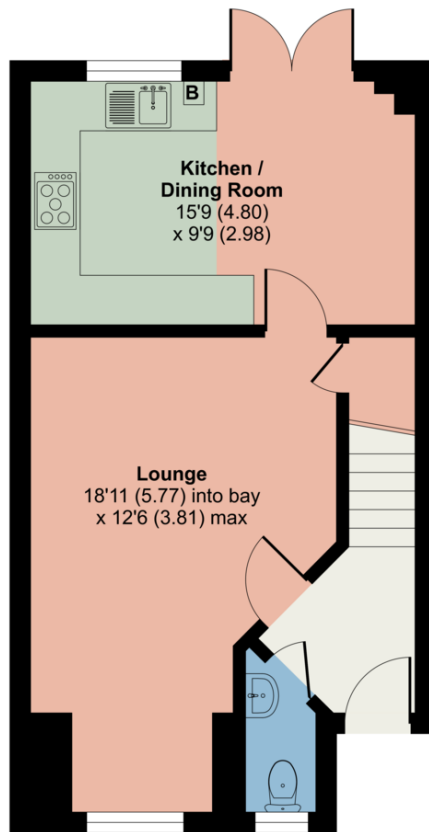 B
Kitchen /
Dining Room
15'9 (4.80)
x 9'9 (2.98)
Lounge
18'11 (5.77) into bay
x 12'6 (3.81) max